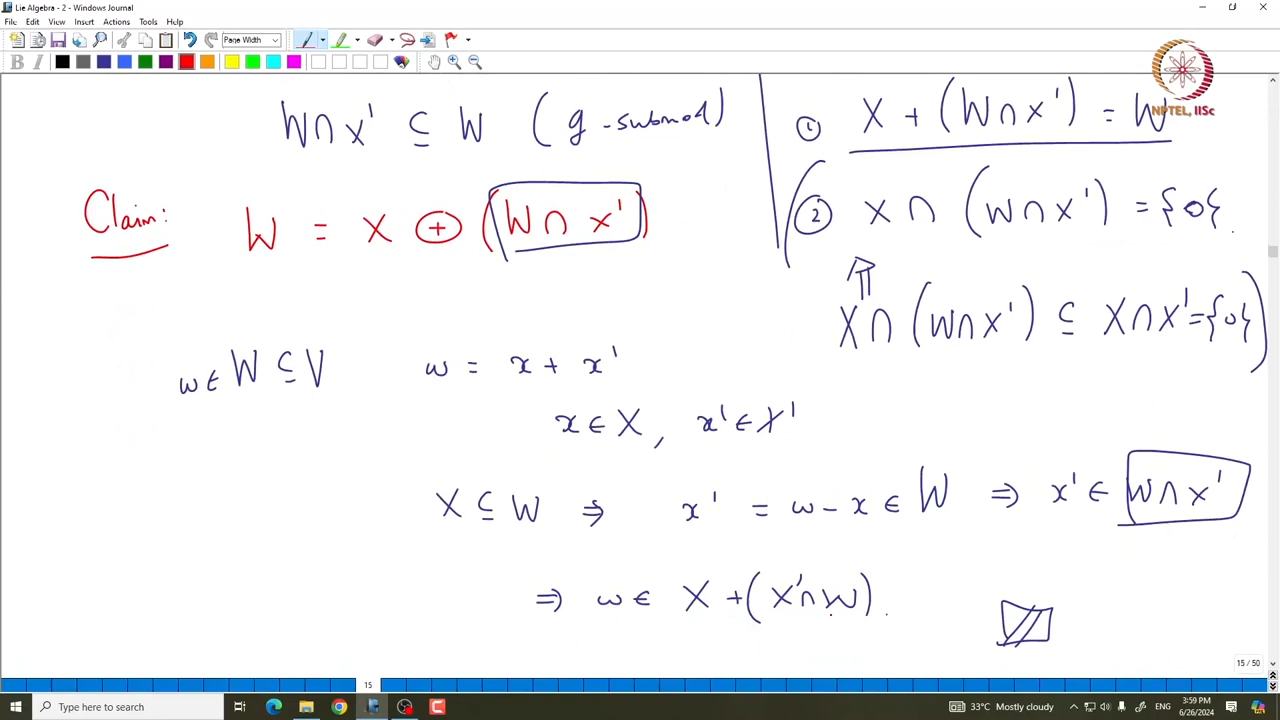 Lie Algebra - 2 - Windows Journal
File Edit View Insert Actions Tools Help
Page Width
B i
NPTEL, IISc
W∩X' ⊆ W (g-submod)
Claim: W = X ⊕ (W∩X')
① X + (W∩X') = W
② X∩(W∩X') = {0}.
⇑
X∩(W∩X') ⊆ X∩X' = {0})
w∈ W ⊆ V w = x + x'
x∈X, x'∈X'
X ⊆ W ⇒ x' = w - x ∈ W ⇒ x' ∈ W∩X'
⇒ w∈ X + (X'∩W).
15 / 50
15
Type here to search
33°C Mostly cloudy
3:59 PM
6/26/2024